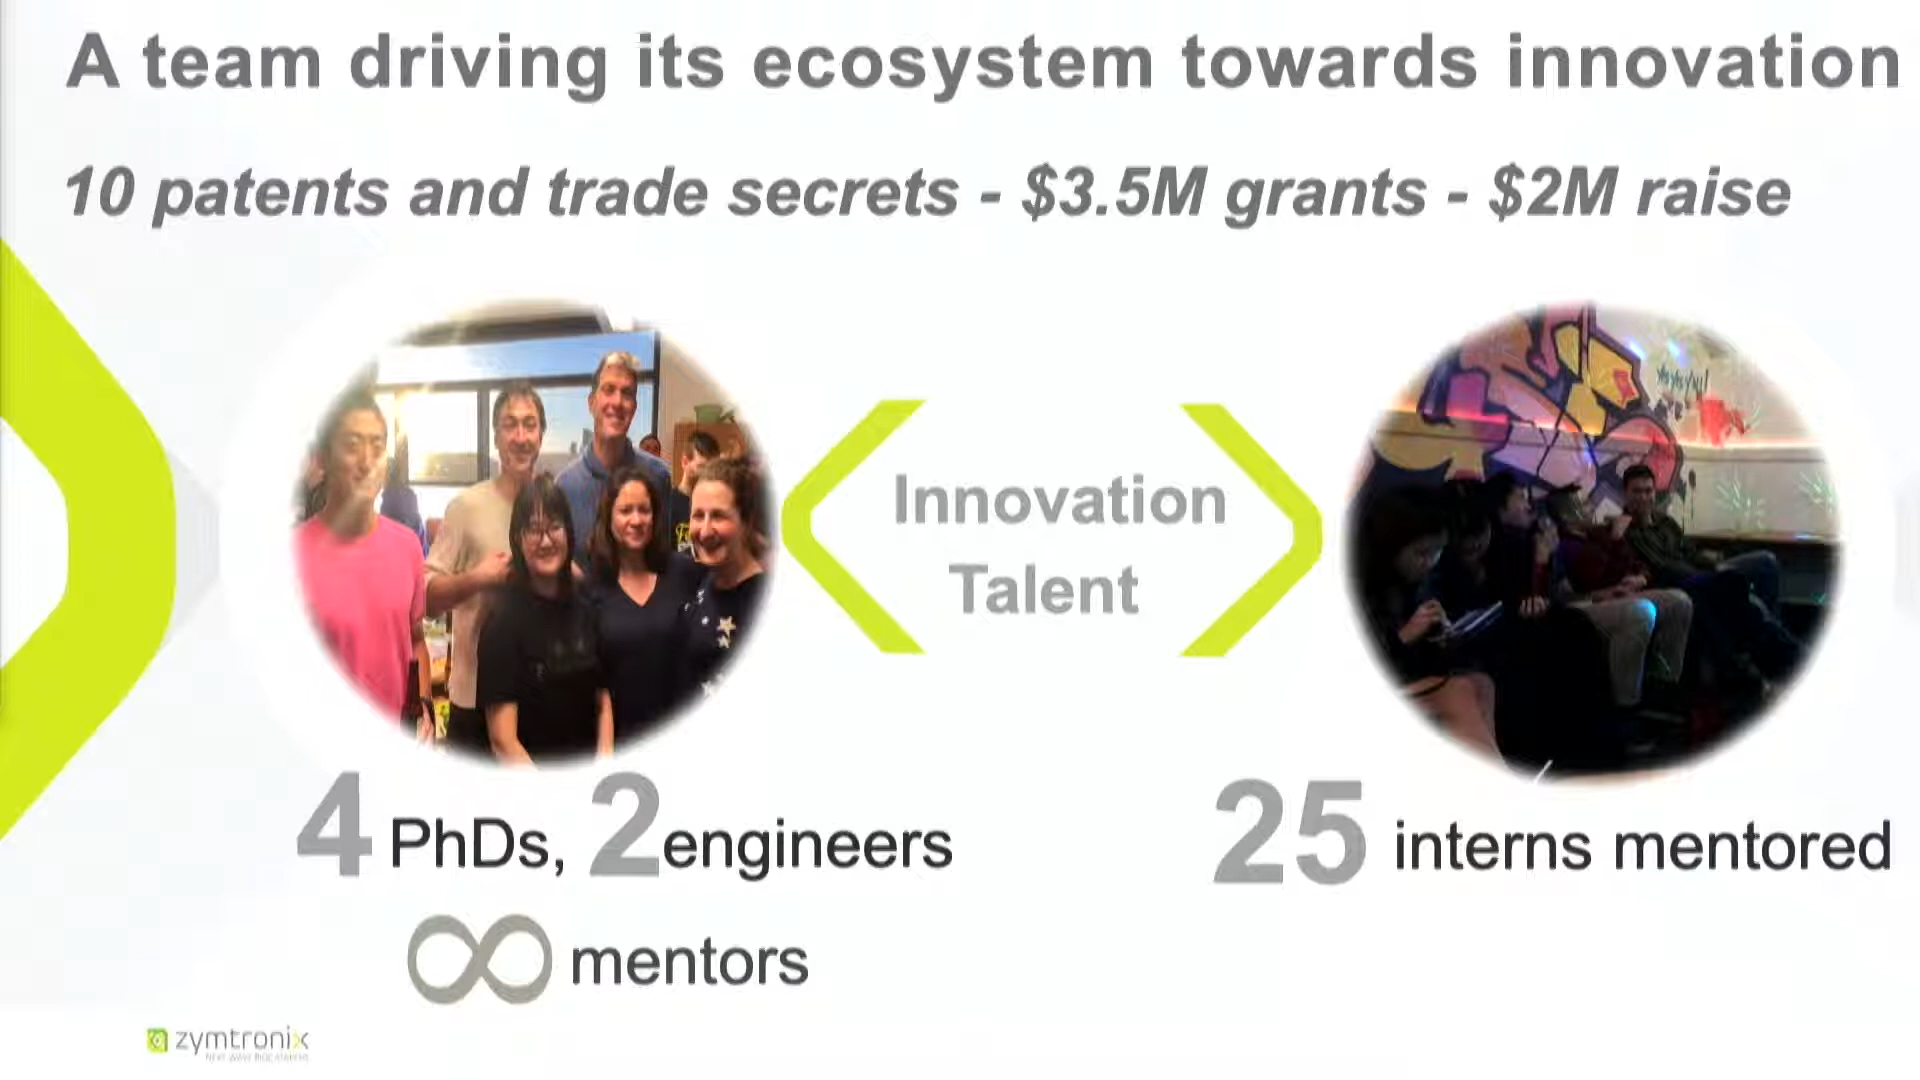 A team driving its ecosystem towards innovation
10 patents and trade secrets - $3.5M grants - $2M raise
Innovation
Talent
4 PhDs, 2 engineers
25 interns mentored
∞ mentors
zymtronix